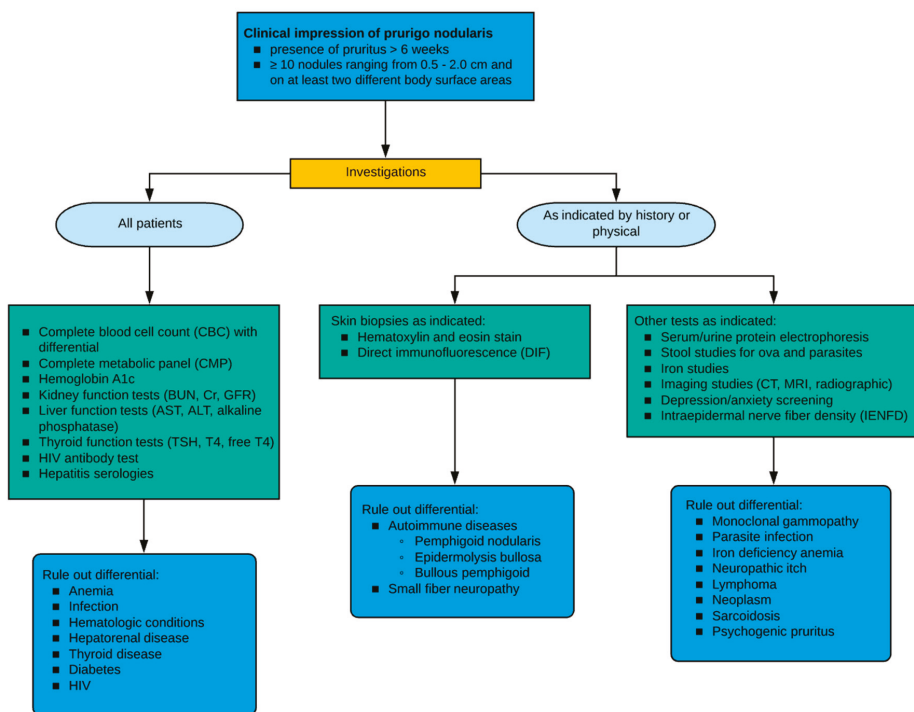 Clinical impression of prurigo nodularis
■ presence of pruritus > 6 weeks
■ ≥ 10 nodules ranging from 0.5 - 2.0 cm and
on at least two different body surface areas
Investigations
All patients
As indicated by history or
physical
■ Complete blood cell count (CBC) with
differential
■ Complete metabolic panel (CMP)
■ Hemoglobin A1c
■ Kidney function tests (BUN, Cr, GFR)
■ Liver function tests (AST, ALT, alkaline
phosphatase)
■ Thyroid function tests (TSH, T4, free T4)
■ HIV antibody test
■ Hepatitis serologies
Skin biopsies as indicated:
■ Hematoxylin and eosin stain
■ Direct immunofluorescence (DIF)
Other tests as indicated:
■ Serum/urine protein electrophoresis
■ Stool studies for ova and parasites
■ Iron studies
■ Imaging studies (CT, MRI, radiographic)
■ Depression/anxiety screening
■ Intraepidermal nerve fiber density (IENFD)
Rule out differential:
■ Anemia
■ Infection
■ Hematologic conditions
■ Hepatorenal disease
■ Thyroid disease
■ Diabetes
■ HIV
Rule out differential:
■ Autoimmune diseases
▫ Pemphigoid nodularis
▫ Epidermolysis bullosa
▫ Bullous pemphigoid
■ Small fiber neuropathy
Rule out differential:
■ Monoclonal gammopathy
■ Parasite infection
■ Iron deficiency anemia
■ Neuropathic itch
■ Lymphoma
■ Neoplasm
■ Sarcoidosis
■ Psychogenic pruritus